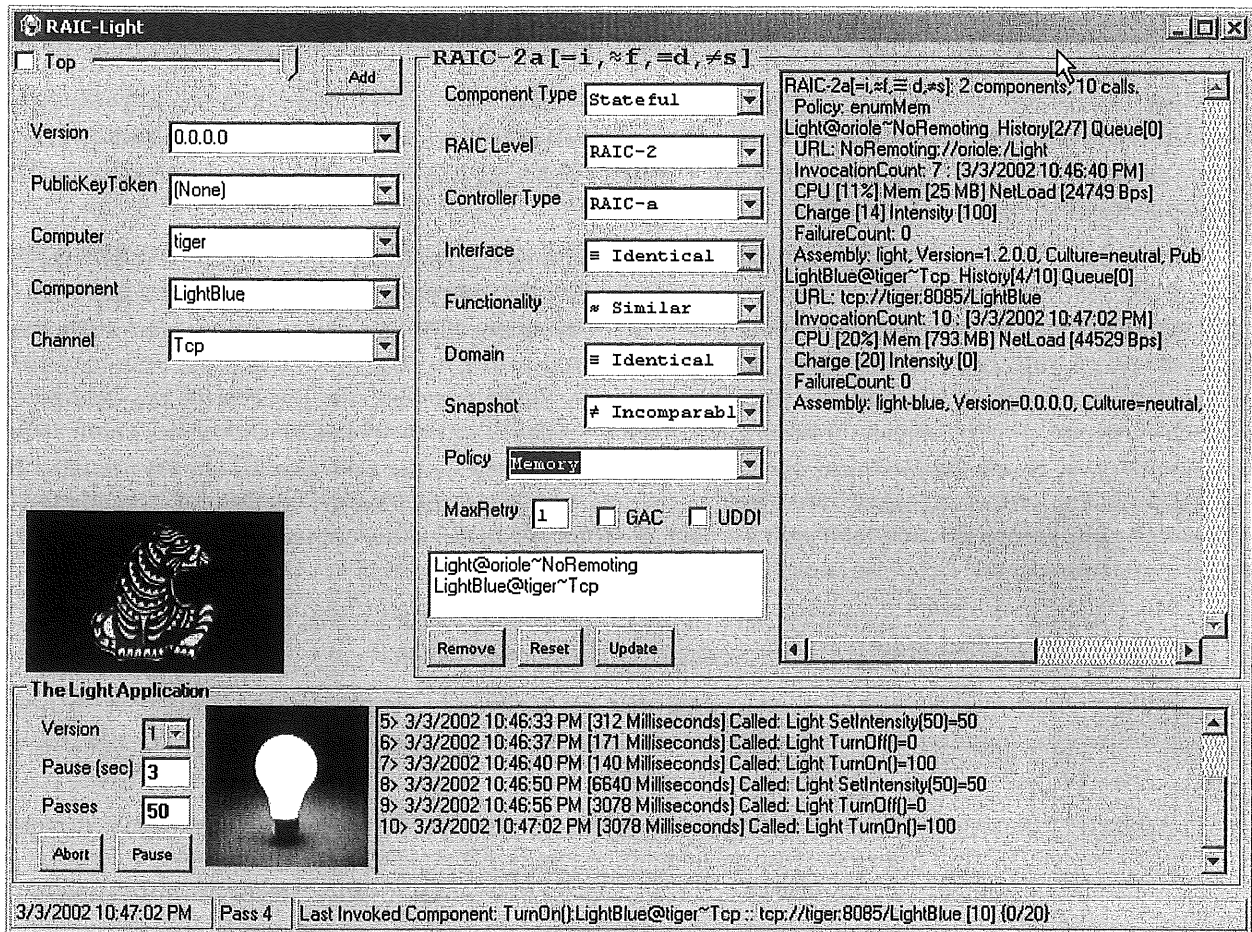 RAIC-Light
Top
Add
Version
0.0.0.0
PublicKeyToken
(None)
Computer
tiger
Component
LightBlue
Channel
Tcp
RAIC-2a[=i,≈f,=d,≠s]
Component Type
Stateful
RAIC Level
RAIC-2
Controller Type
RAIC-a
Interface
≡ Identical
Functionality
≈ Similar
Domain
≡ Identical
Snapshot
≠ Incomparabl
Policy
Memory
MaxRetry
1
GAC
UDDI
Light@oriole~NoRemoting
LightBlue@tiger~Tcp
Remove
Reset
Update
RAIC-2a[=i,≈f,≡ d,≠s]: 2 components, 10 calls.
Policy: enumMem
Light@oriole~NoRemoting History[2/7] Queue[0]
URL: NoRemoting://oriole:/Light
InvocationCount: 7 : [3/3/2002 10:46:40 PM]
CPU [11%] Mem [25 MB] NetLoad [24749 Bps]
Charge [14] Intensity [100]
FailureCount: 0
Assembly: light, Version=1.2.0.0, Culture=neutral, Pub
LightBlue@tiger~Tcp History[4/10] Queue[0]
URL: tcp://tiger:8085/LightBlue
InvocationCount: 10 : [3/3/2002 10:47:02 PM]
CPU [20%] Mem [793 MB] NetLoad [44529 Bps]
Charge [20] Intensity [0]
FailureCount: 0
Assembly: light-blue, Version=0.0.0.0, Culture=neutral,
The Light Application
Version
1
Pause (sec)
3
Passes
50
Abort
Pause
5> 3/3/2002 10:46:33 PM [312 Milliseconds] Called: Light SetIntensity(50)=50
6> 3/3/2002 10:46:37 PM [171 Milliseconds] Called: Light TurnOff()=0
7> 3/3/2002 10:46:40 PM [140 Milliseconds] Called: Light TurnOn()=100
8> 3/3/2002 10:46:50 PM [6640 Milliseconds] Called: Light SetIntensity(50)=50
9> 3/3/2002 10:46:56 PM [3078 Milliseconds] Called: Light TurnOff()=0
10> 3/3/2002 10:47:02 PM [3078 Milliseconds] Called: Light TurnOn()=100
3/3/2002 10:47:02 PM
Pass 4
Last Invoked Component: TurnOn():LightBlue@tiger~Tcp :: tcp://tiger:8085/LightBlue [10] {0/20}